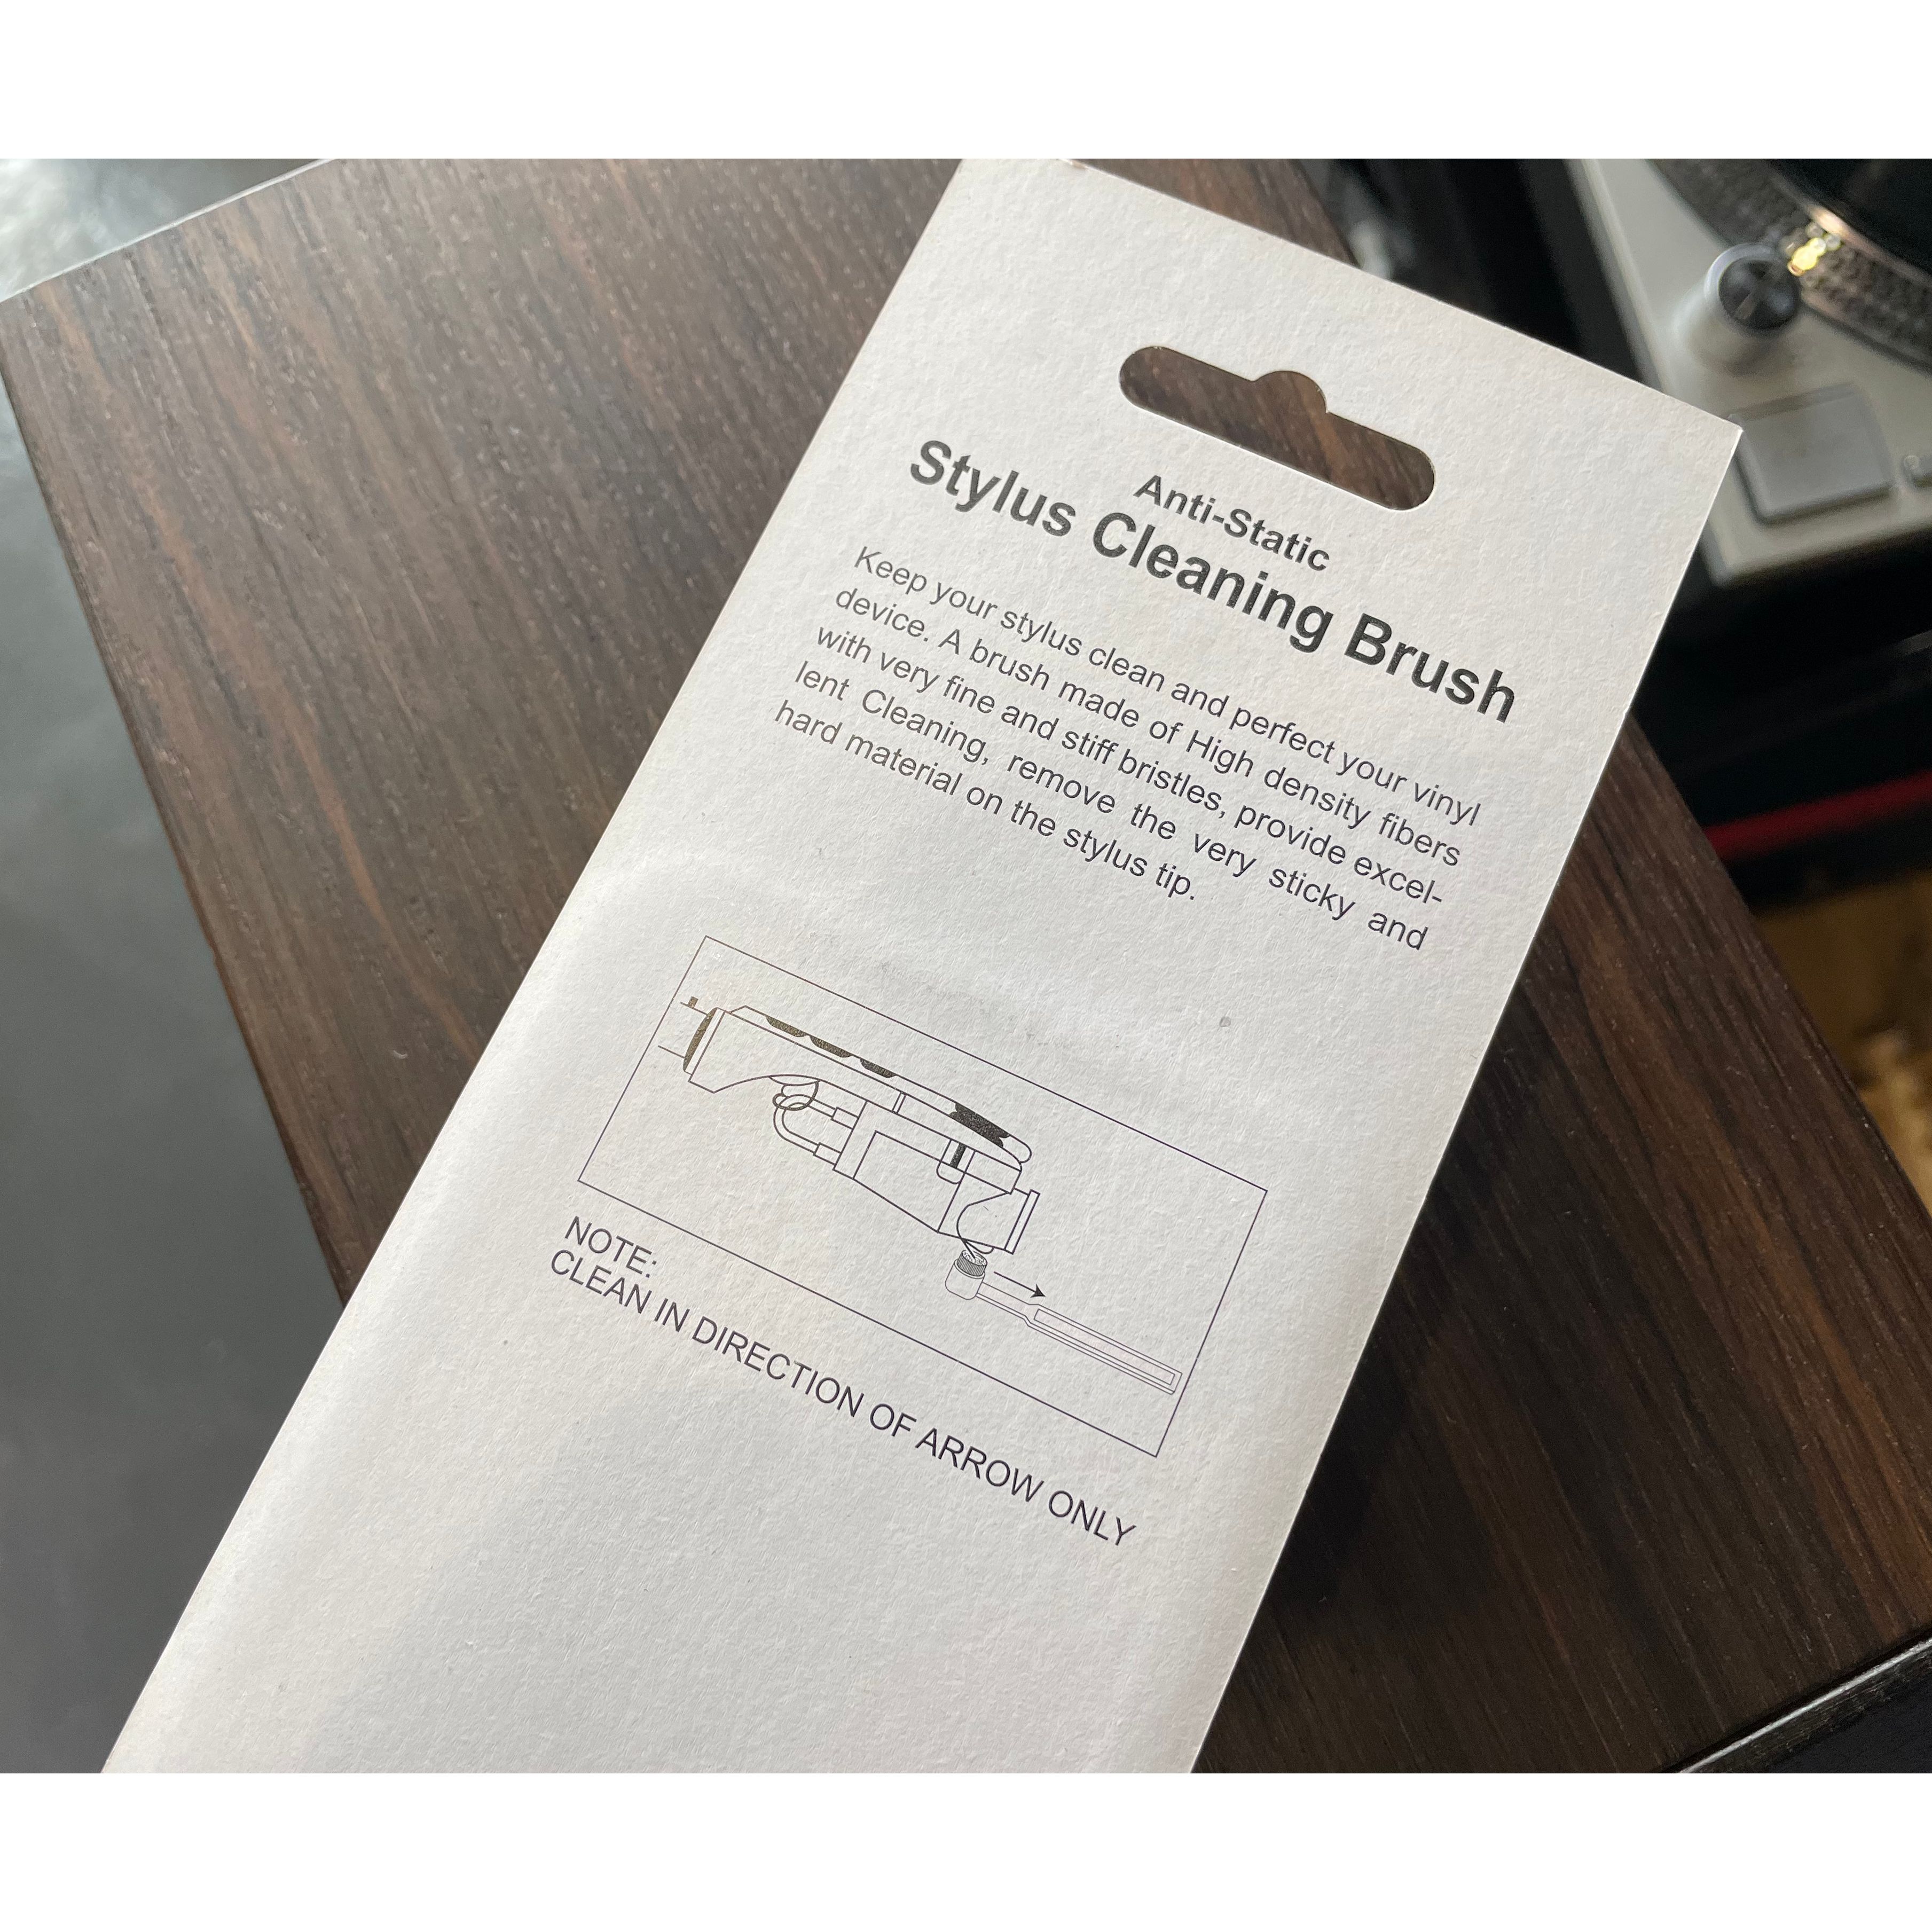 Anti-Static
Stylus Cleaning Brush
Keep your stylus clean and perfect your vinyl
device. A brush made of High density fibers
with very fine and stiff bristles, provide excel-
lent Cleaning, remove the very sticky and
hard material on the stylus tip.
NOTE:
CLEAN IN DIRECTION OF ARROW ONLY